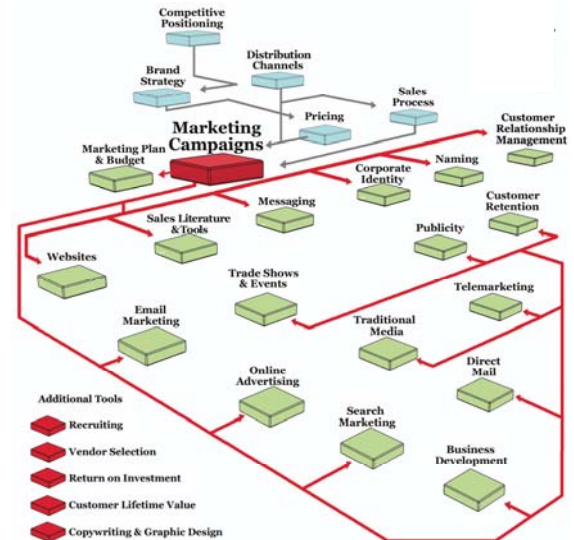 Competitive
Positioning
Distribution
Channels
Brand
Strategy
Sales
Process
Pricing
Marketing
Campaigns
Customer
Relationship
Management
Marketing Plan
& Budget
Naming
Corporate
Identity
Customer
Retention
Messaging
Sales Literature
& Tools
Publicity
Websites
Trade Shows
& Events
Telemarketing
Email
Marketing
Traditional
Media
Direct
Mail
Online
Advertising
Search
Marketing
Business
Development
Additional Tools
Recruiting
Vendor Selection
Return on Investment
Customer Lifetime Value
Copywriting & Graphic Design